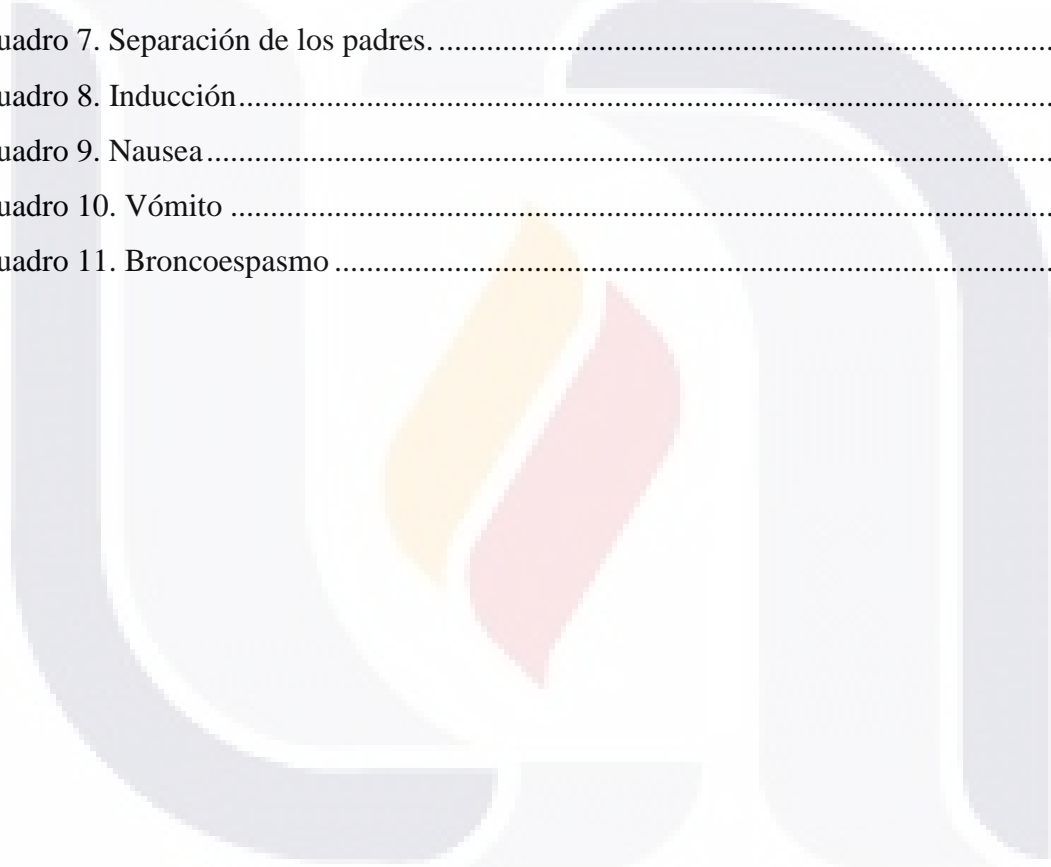 uadro 7. Separación de los padres. ........................................................................
uadro 8. Inducción................................................................................................
uadro 9. Nausea....................................................................................................
uadro 10. Vómito .................................................................................................
uadro 11. Broncoespasmo ....................................................................................